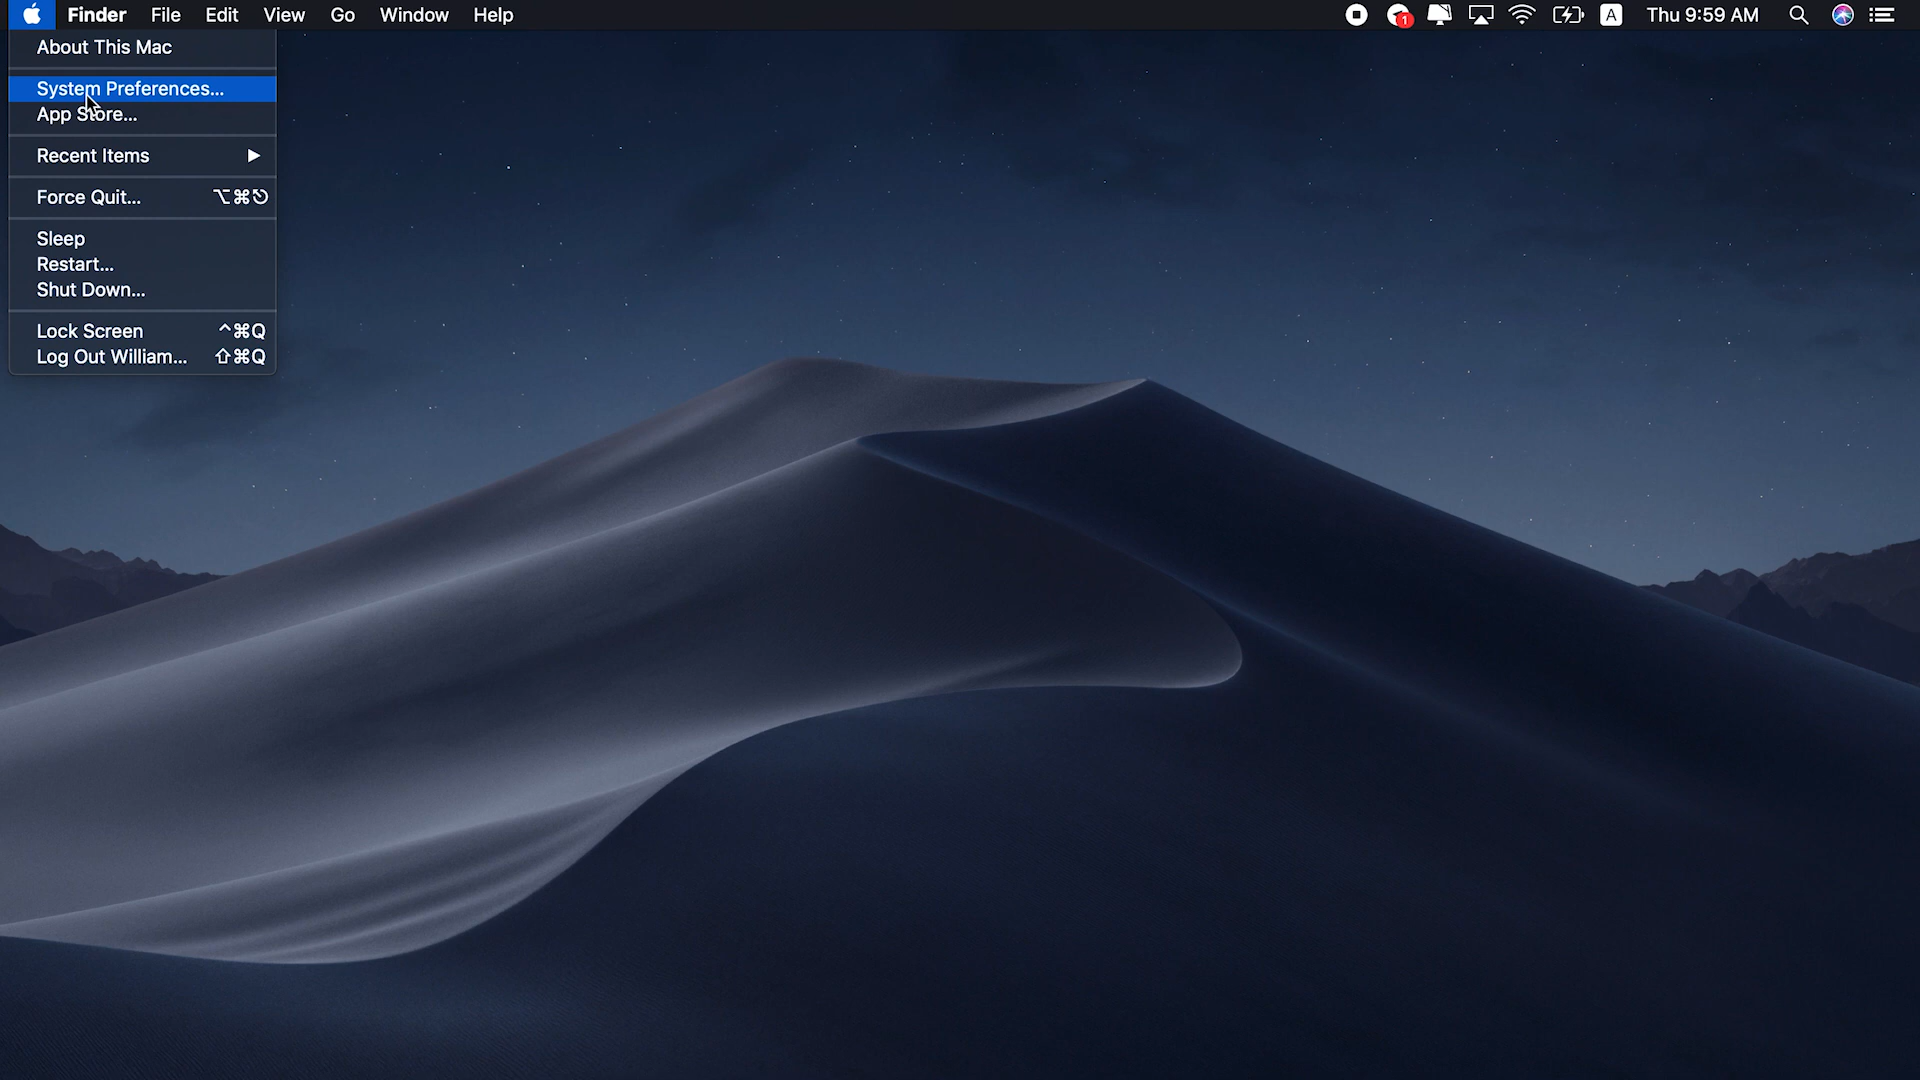 Finder File Edit View Go Window Help 1 A Thu 9:59 AM
About This Mac
System Preferences...
App Store...
Recent Items ▶
Force Quit... ⌥⌘⎋
Sleep
Restart...
Shut Down...
Lock Screen ^⌘Q
Log Out William... ⇧⌘Q